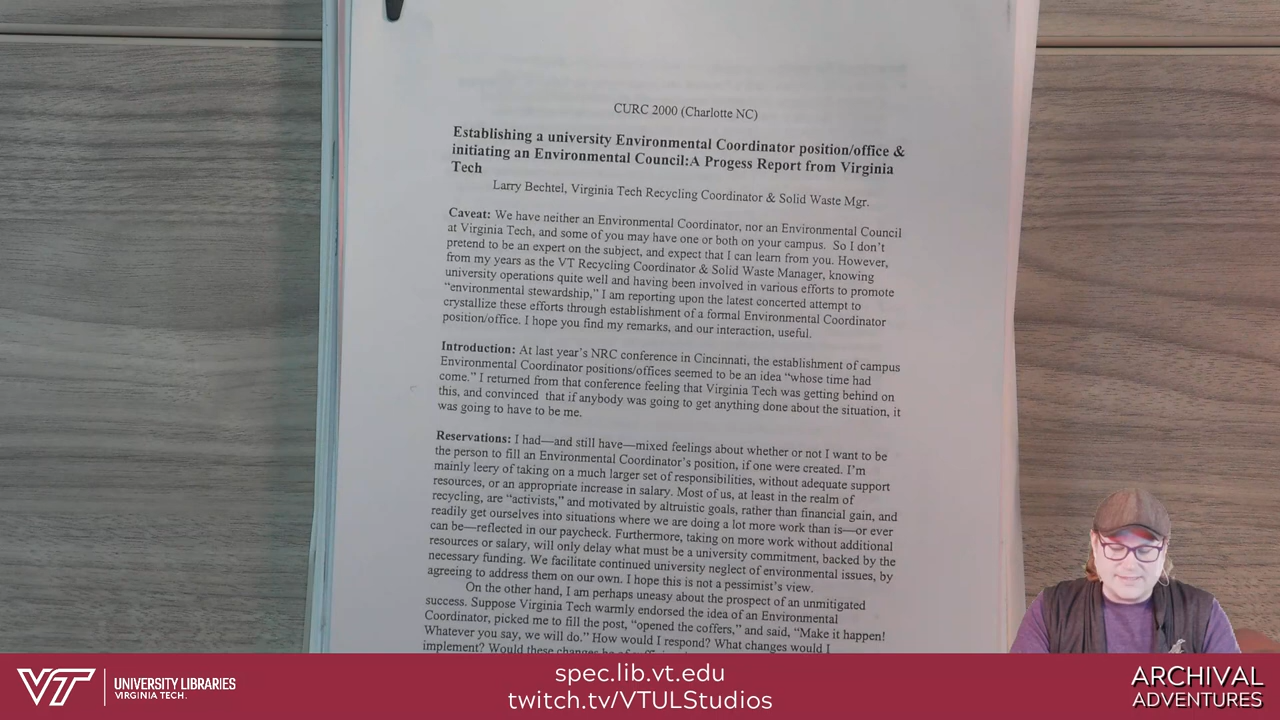 CURC 2000 (Charlotte NC)
Establishing a university Environmental Coordinator position/office &
initiating an Environmental Council:A Progess Report from Virginia
Tech
Larry Bechtel, Virginia Tech Recycling Coordinator & Solid Waste Mgr.
Caveat: We have neither an Environmental Coordinator, nor an Environmental Council
at Virginia Tech, and some of you may have one or both on your campus. So I don't
pretend to be an expert on the subject, and expect that I can learn from you. However,
from my years as the VT Recycling Coordinator & Solid Waste Manager, knowing
university operations quite well and having been involved in various efforts to promote
“environmental stewardship,” I am reporting upon the latest concerted attempt to
crystallize these efforts through establishment of a formal Environmental Coordinator
position/office. I hope you find my remarks, and our interaction, useful.
Introduction: At last year's NRC conference in Cincinnati, the establishment of campus
Environmental Coordinator positions/offices seemed to be an idea “whose time had
come.” I returned from that conference feeling that Virginia Tech was getting behind on
this, and convinced that if anybody was going to get anything done about the situation, it
was going to have to be me.
Reservations: I had—and still have—mixed feelings about whether or not I want to be
the person to fill an Environmental Coordinator's position, if one were created. I'm
mainly leery of taking on a much larger set of responsibilities, without adequate support
resources, or an appropriate increase in salary. Most of us, at least in the realm of
recycling, are “activists,” and motivated by altruistic goals, rather than financial gain, and
readily get ourselves into situations where we are doing a lot more work than is—or ever
can be—reflected in our paycheck. Furthermore, taking on more work without additional
resources or salary, will only delay what must be a university commitment, backed by the
necessary funding. We facilitate continued university neglect of environmental issues, by
agreeing to address them on our own. I hope this is not a pessimist's view.
On the other hand, I am perhaps uneasy about the prospect of an unmitigated
success. Suppose Virginia Tech warmly endorsed the idea of an Environmental
Coordinator, picked me to fill the post, “opened the coffers,” and said, “Make it happen!
Whatever you say, we will do.” How would I respond? What changes would I
implement? Would these changes be of
VT
UNIVERSITY LIBRARIES
VIRGINIA TECH.
spec.lib.vt.edu
twitch.tv/VTULStudios
ARCHIVAL
ADVENTURES